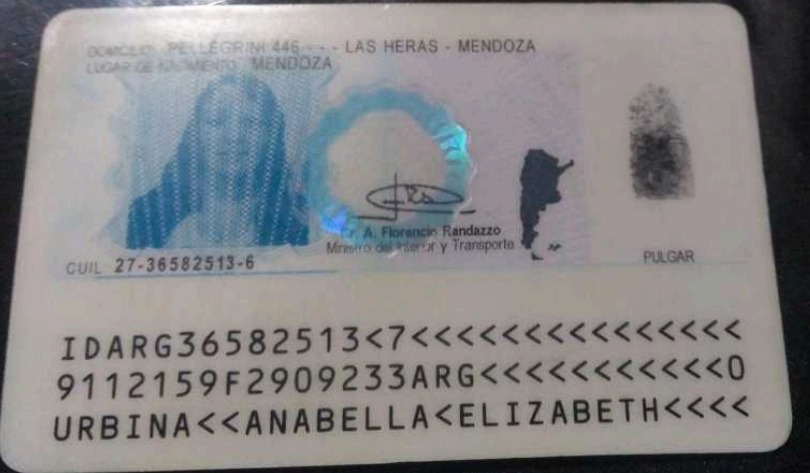 DOMICILIO PELLEGRINI 446 - - - LAS HERAS - MENDOZA
LUGAR DE NACIMIENTO MENDOZA
Cr. A. Florencio Randazzo
Ministro del Interior y Transporte
CUIL 27-36582513-6
PULGAR
IDARG36582513<7<<<<<<<<<<<<<<<
9112159F2909233ARG<<<<<<<<<<<0
URBINA<<ANABELLA<ELIZABETH<<<<